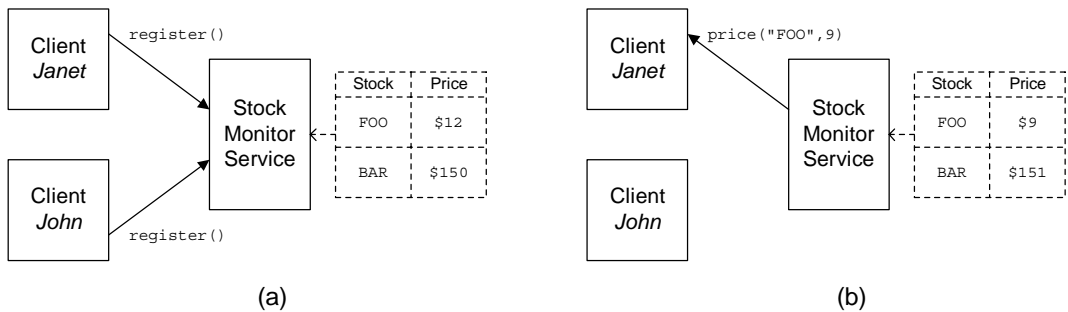 Client
Janet
register()
Stock
Monitor
Service
Stock Price
FOO $12
BAR $150
Client
John
register()
(a)
Client
Janet
price("FOO",9)
Stock
Monitor
Service
Stock Price
FOO $9
BAR $151
Client
John
(b)